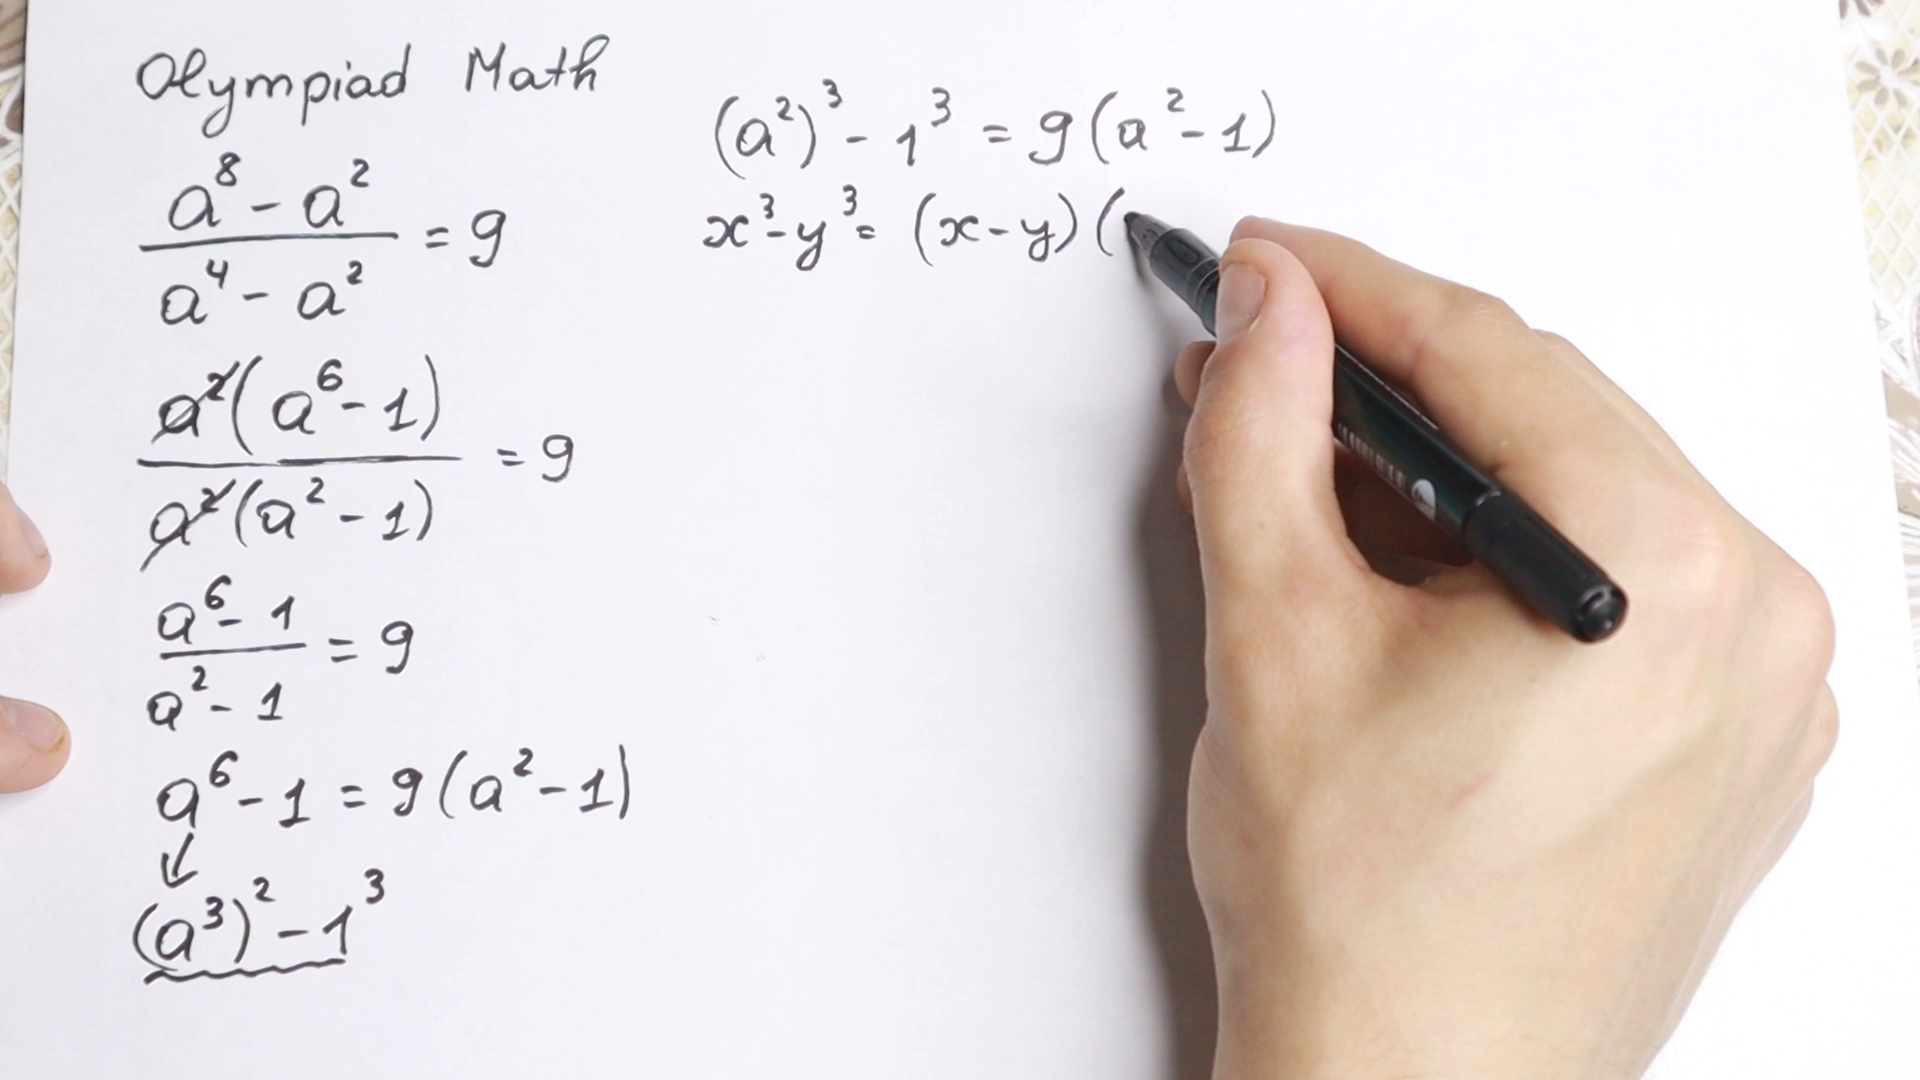 Olympiad Math
a⁸ - a² / a⁴ - a² = 9
a²(a⁶ - 1) / a²(a² - 1) = 9
a⁶ - 1 / a² - 1 = 9
a⁶ - 1 = 9(a² - 1)
↓
(a³)² - 1³
(a²)³ - 1³ = 9(a² - 1)
x³ - y³ = (x - y)(